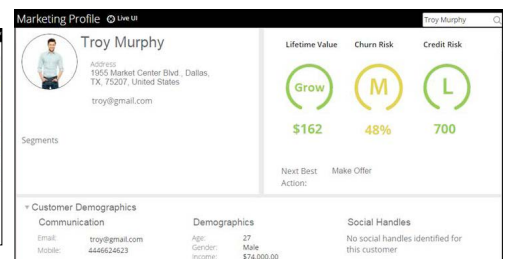 Marketing Profile Live UI
Troy Murphy
Troy Murphy
Address
1955 Market Center Blvd., Dallas,
TX, 75207, United States
troy@gmail.com
Segments
Lifetime Value Churn Risk Credit Risk
Grow M L
$162 48% 700
Next Best Make Offer
Action:
Customer Demographics
Communication Demographics Social Handles
Email: troy@gmail.com Age: 27 No social handles identified for
Mobile: 4446624623 Gender: Male this customer
Income: $74,000.00